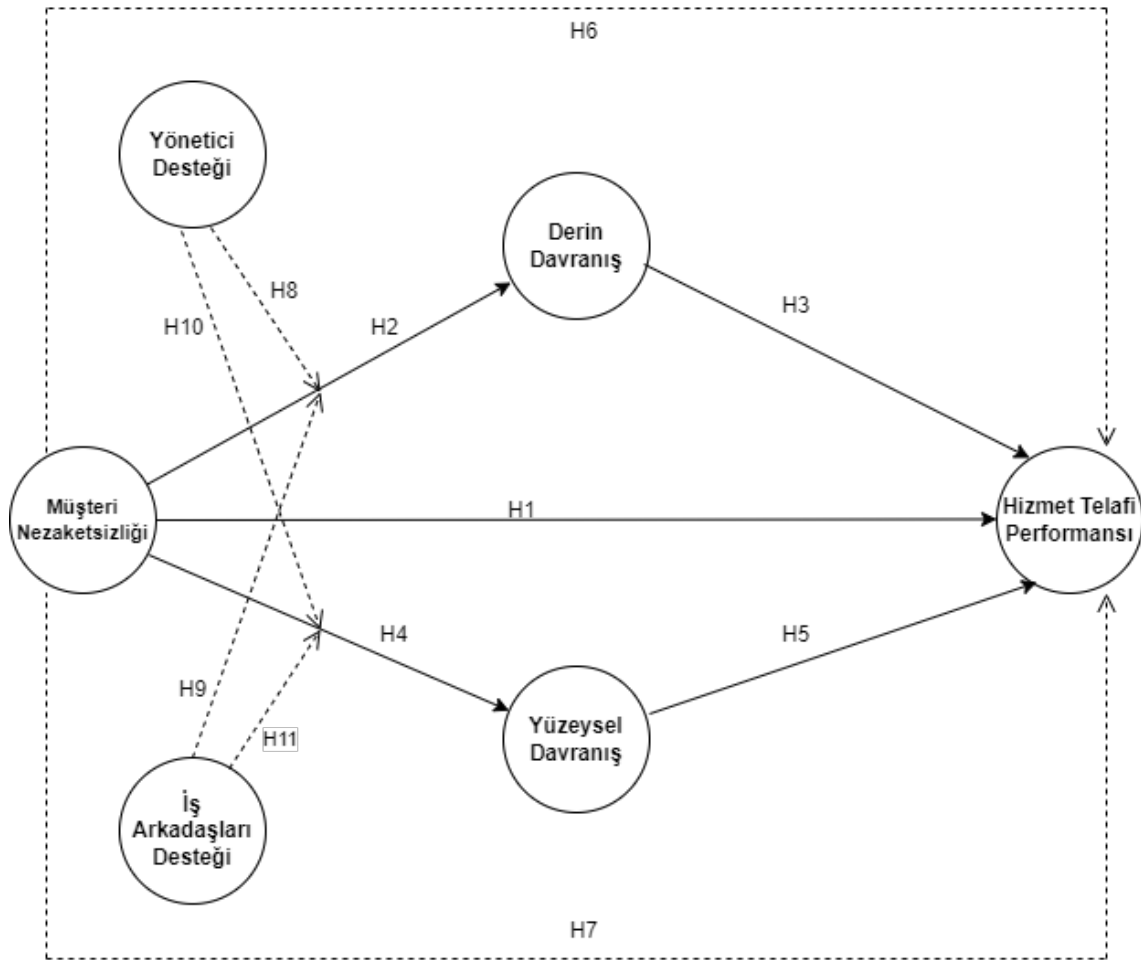 H6
Yönetici
Desteği
Derin
Davranış
H8
H10
H2
H3
Müşteri
Nezaketsizliği
H1
Hizmet Telafi
Performansı
H4
H5
H9
H11
Yüzeysel
Davranış
İş
Arkadaşları
Desteği
H7